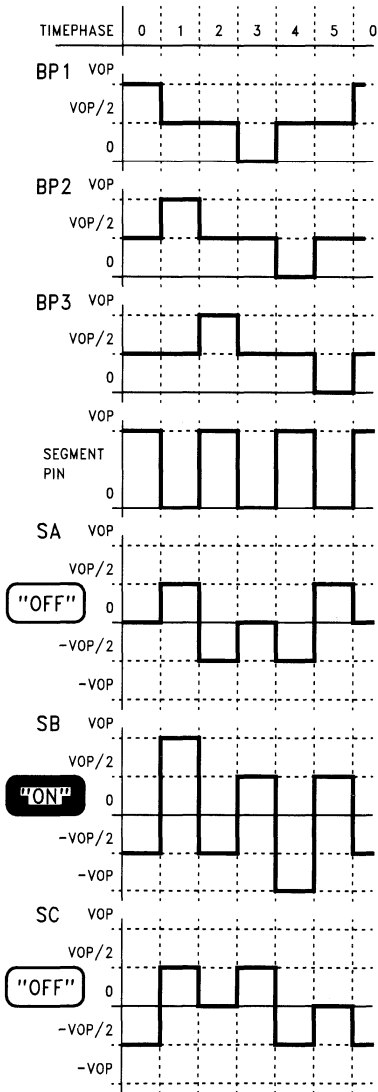 TIMEPHASE 0 1 2 3 4 5 0
BP1 VOP
VOP/2
0
BP2 VOP
VOP/2
0
BP3 VOP
VOP/2
0
VOP
SEGMENT
PIN
0
SA VOP
VOP/2
"OFF" 0
-VOP/2
-VOP
SB VOP
VOP/2
"ON" 0
-VOP/2
-VOP
SC VOP
VOP/2
"OFF" 0
-VOP/2
-VOP